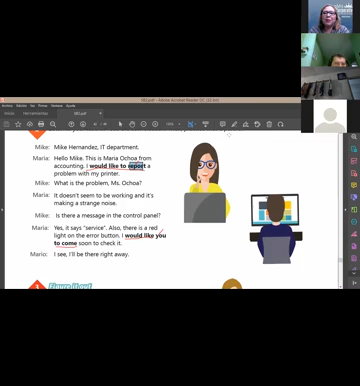 Mike: Mike Hernandez, IT department.
Maria: Hello Mike. This is Maria Ochoa from
accounting. I would like to report a
problem with my printer.
Mike: What is the problem, Ms. Ochoa?
Maria: It doesn't seem to be working and it's
making a strange noise.
Mike: Is there a message in the control panel?
Maria: Yes, it says "service". Also, there is a red
light on the error button. I would like you
to come soon to check it.
Mario: I see, I'll be there right away.
Figure it out!